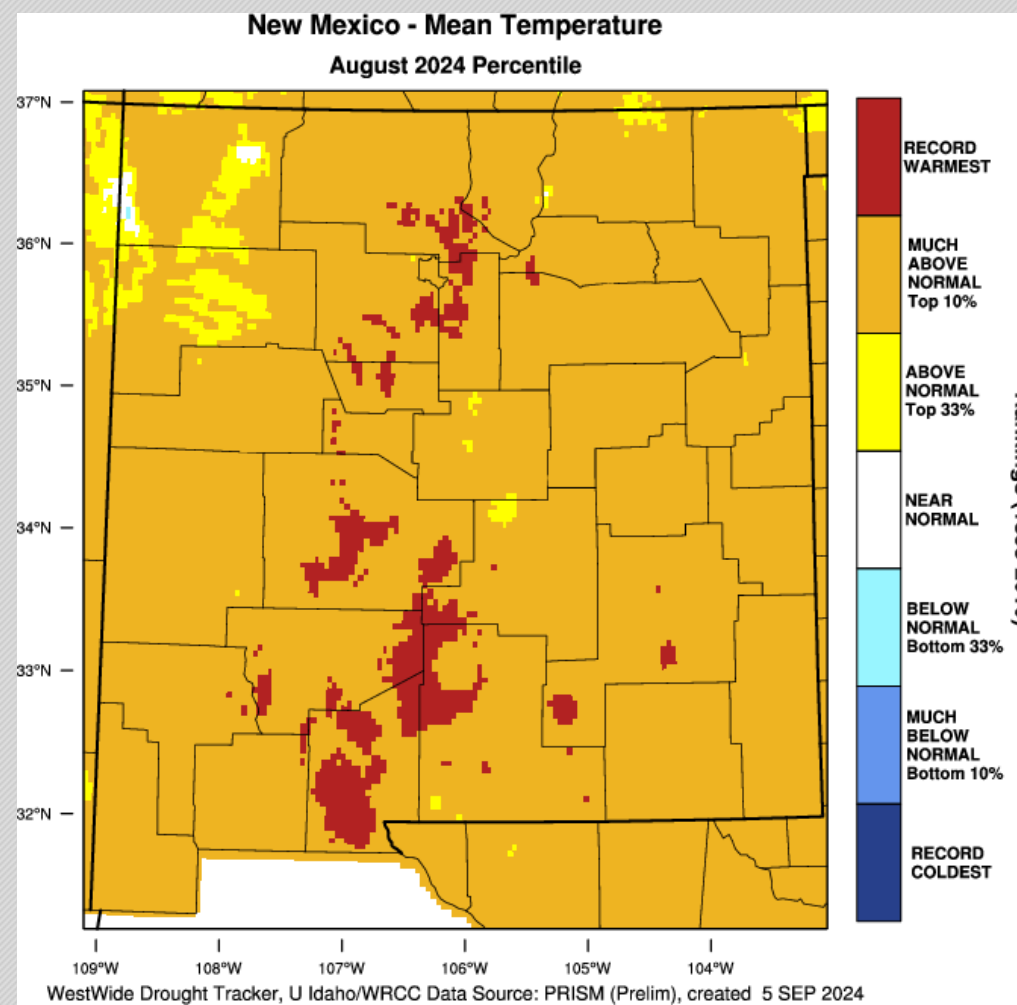 New Mexico - Mean Temperature
August 2024 Percentile
37°N
36°N
35°N
34°N
33°N
32°N
109°W
108°W
107°W
106°W
105°W
104°W
RECORD
WARMEST
MUCH
ABOVE
NORMAL
Top 10%
ABOVE
NORMAL
Top 33%
NEAR
NORMAL
BELOW
NORMAL
Bottom 33%
MUCH
BELOW
NORMAL
Bottom 10%
RECORD
COLDEST
WestWide Drought Tracker, U Idaho/WRCC Data Source: PRISM (Prelim), created 5 SEP 2024